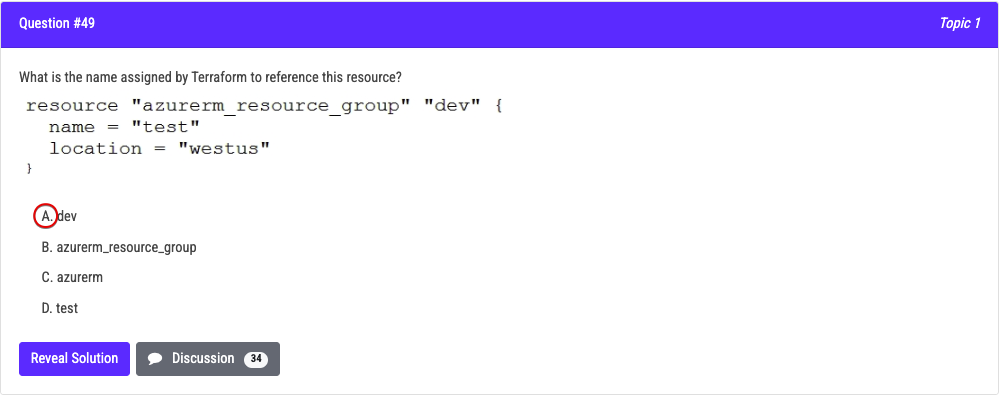 Question #49
Topic 1
What is the name assigned by Terraform to reference this resource?
resource "azurerm_resource_group" "dev" {
  name = "test"
  location = "westus"
}
A. dev
B. azurerm_resource_group
C. azurerm
D. test
Reveal Solution
Discussion 34